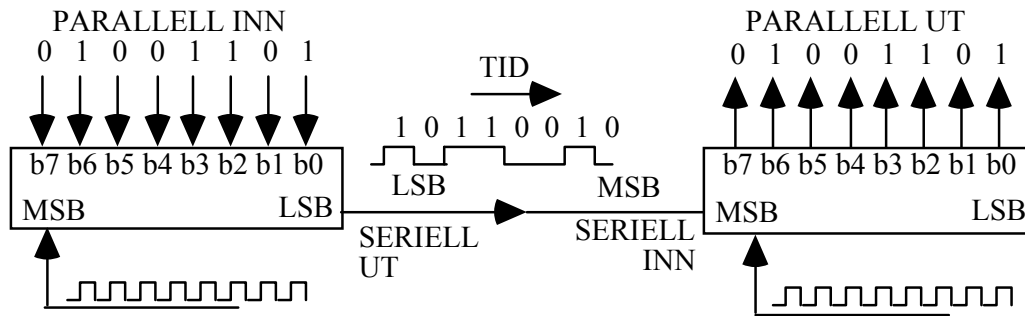 PARALLELL INN
0 1 0 0 1 1 0 1
b7 b6 b5 b4 b3 b2 b1 b0
MSB LSB
TID
1 0 1 1 0 0 1 0
LSB MSB
SERIELL
UT
SERIELL
INN
PARALLELL UT
0 1 0 0 1 1 0 1
b7 b6 b5 b4 b3 b2 b1 b0
MSB LSB